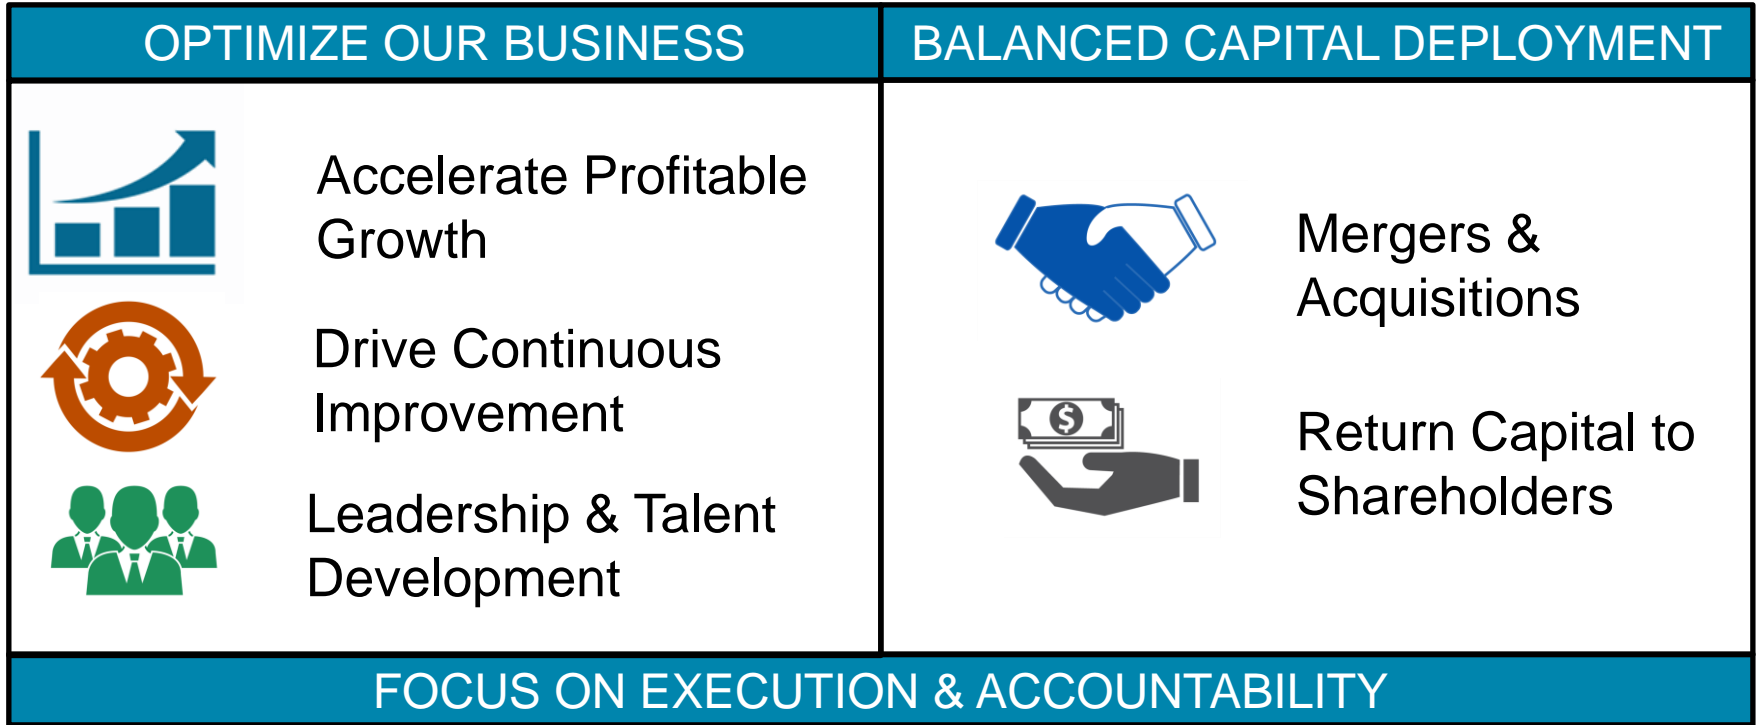 OPTIMIZE OUR BUSINESS
Accelerate Profitable
Growth
Drive Continuous
Improvement
Leadership & Talent
Development
BALANCED CAPITAL DEPLOYMENT
Mergers &
Acquisitions
$
Return Capital to
Shareholders
FOCUS ON EXECUTION & ACCOUNTABILITY